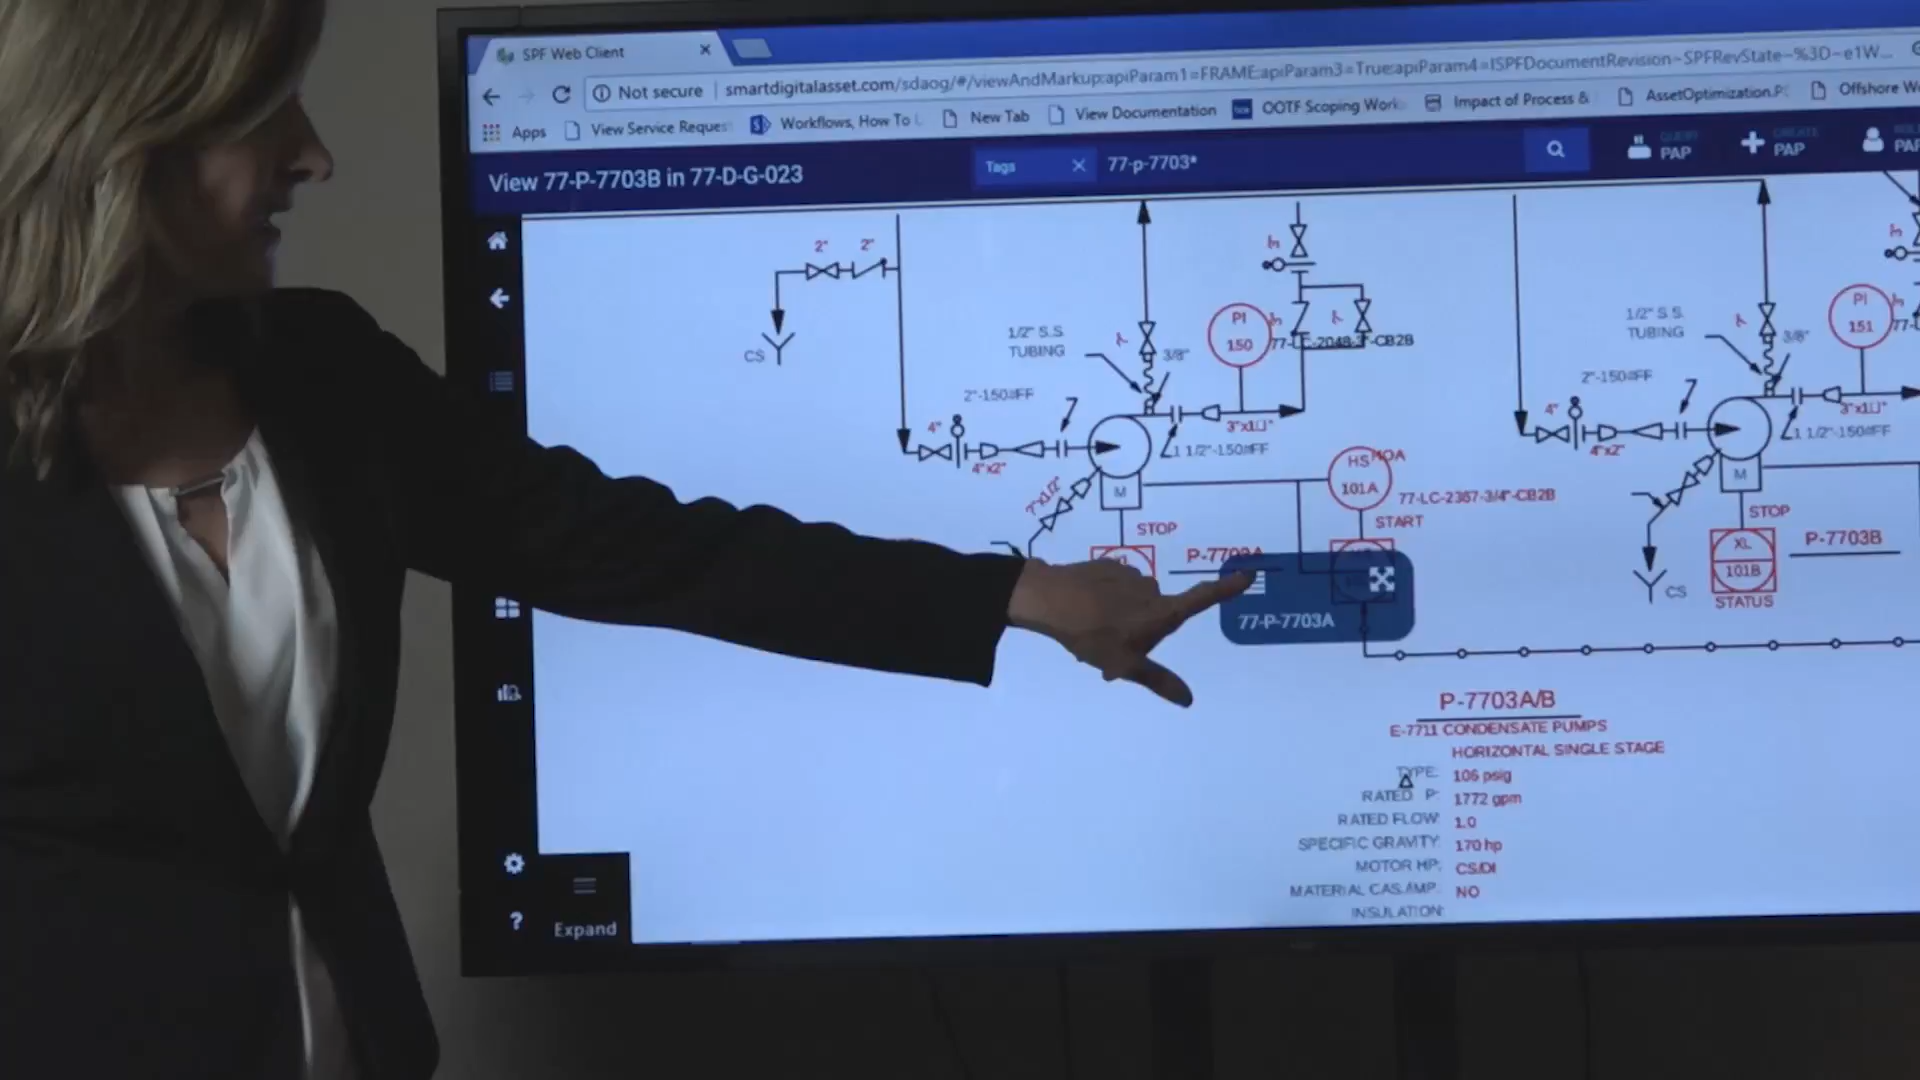 SPF Web Client
Not secure | smartdigitalasset.com/sdaog/#/viewAndMarkup;apiParam1=FRAME;apiParam3=True;apiParam4=ISPFDocumentRevision~SPFRevState~%3D~e1W...
Apps View Service Reques Workflows, How To New Tab View Documentation OOTF Scoping Work Impact of Process & AssetOptimization.P Offshore W
View 77-P-7703B in 77-D-G-023
Tags
77-p-7703*
QUERY
PAP
CREATE
PAP
PAP
2" 2"
CS
1/2" S.S.
TUBING
3/8"
PI
150
77-LC-2048-3"-CB2B
2"-150#FF
4"
4"x2"
1 1/2"-150#FF
M
STOP
HS
101A
77-LC-2367-3/4"-CB2B
START
P-7703A
77-P-7703A
1/2" S.S.
TUBING
3/8"
PI
151
77-
2"-150#FF
4"
4"x2"
1 1/2"-150#FF
M
STOP
XL
101B
STATUS
P-7703B
CS
P-7703A/B
E-7711 CONDENSATE PUMPS
HORIZONTAL SINGLE STAGE
TYPE: 106 psig
RATED P: 1772 gpm
RATED FLOW: 1.0
SPECIFIC GRAVITY: 170 hp
MOTOR HP: CS/DI
MATERIAL CAS./IMP. NO
INSULATION:
?
Expand